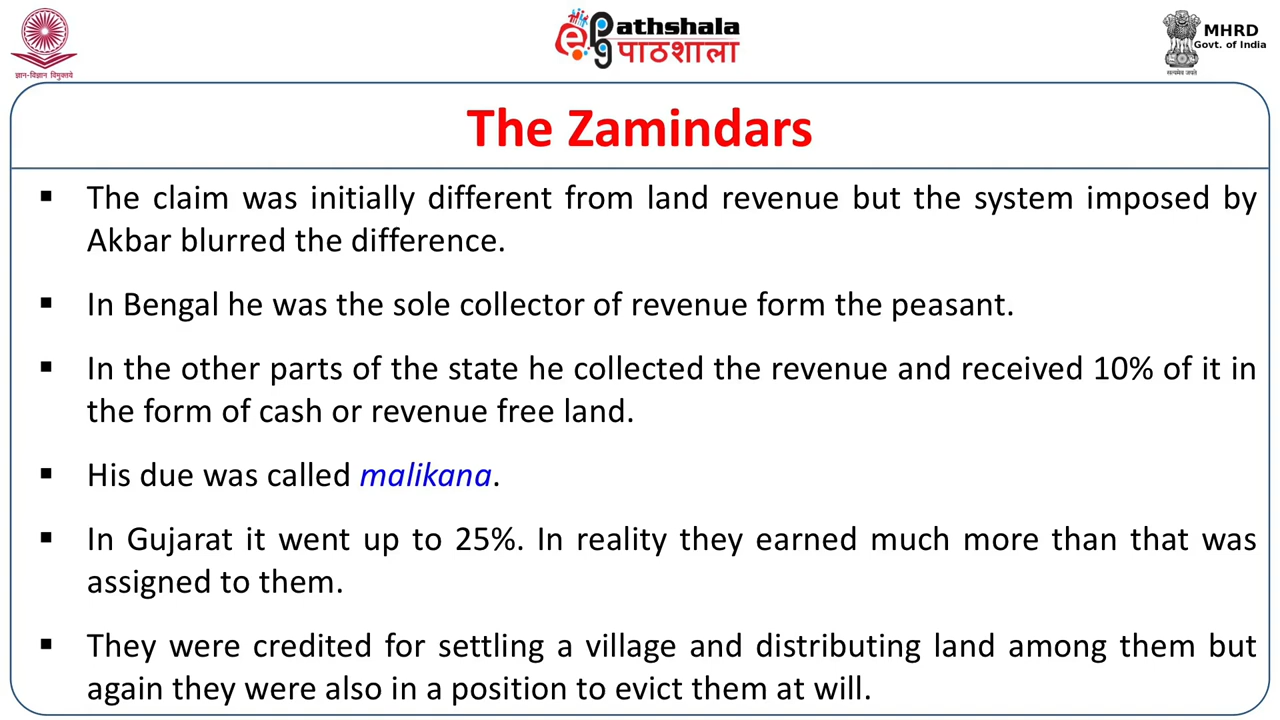 ज्ञान-विज्ञान विमुक्तये
ePathshala
पाठशाला
MHRD
Govt. of India
सत्यमेव जयते
The Zamindars
▪ The claim was initially different from land revenue but the system imposed by
Akbar blurred the difference.
▪ In Bengal he was the sole collector of revenue form the peasant.
▪ In the other parts of the state he collected the revenue and received 10% of it in
the form of cash or revenue free land.
▪ His due was called malikana.
▪ In Gujarat it went up to 25%. In reality they earned much more than that was
assigned to them.
▪ They were credited for settling a village and distributing land among them but
again they were also in a position to evict them at will.